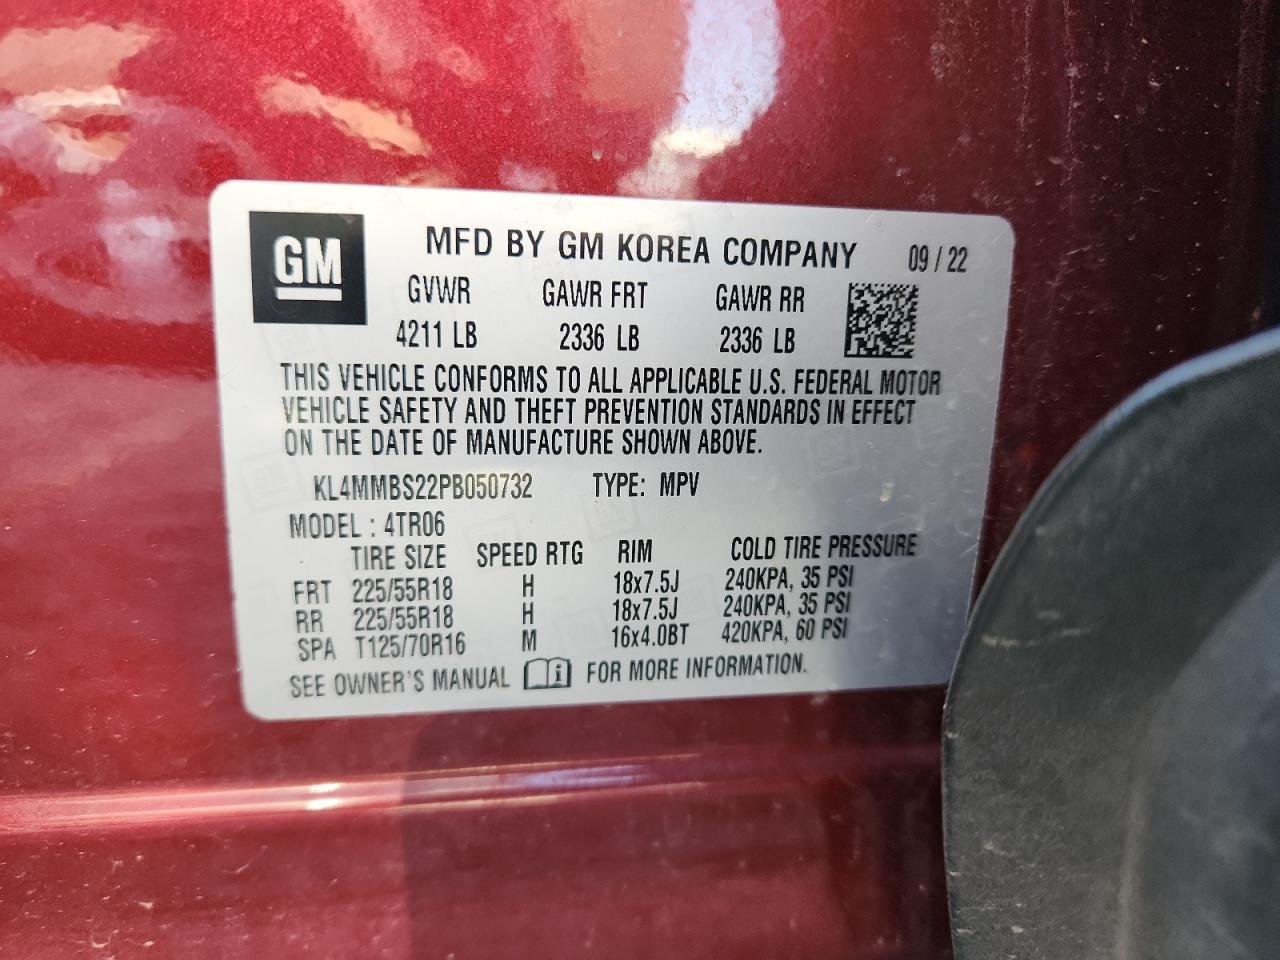 GM
MFD BY GM KOREA COMPANY 09 / 22
GVWR GAWR FRT GAWR RR
4211 LB 2336 LB 2336 LB
THIS VEHICLE CONFORMS TO ALL APPLICABLE U.S. FEDERAL MOTOR
VEHICLE SAFETY AND THEFT PREVENTION STANDARDS IN EFFECT
ON THE DATE OF MANUFACTURE SHOWN ABOVE.
KL4MMBS22PB050732 TYPE: MPV
MODEL : 4TR06
TIRE SIZE SPEED RTG RIM COLD TIRE PRESSURE
FRT 225/55R18 H 18x7.5J 240KPA, 35 PSI
RR 225/55R18 H 18x7.5J 240KPA, 35 PSI
SPA T125/70R16 M 16x4.0BT 420KPA, 60 PSI
SEE OWNER'S MANUAL i FOR MORE INFORMATION.